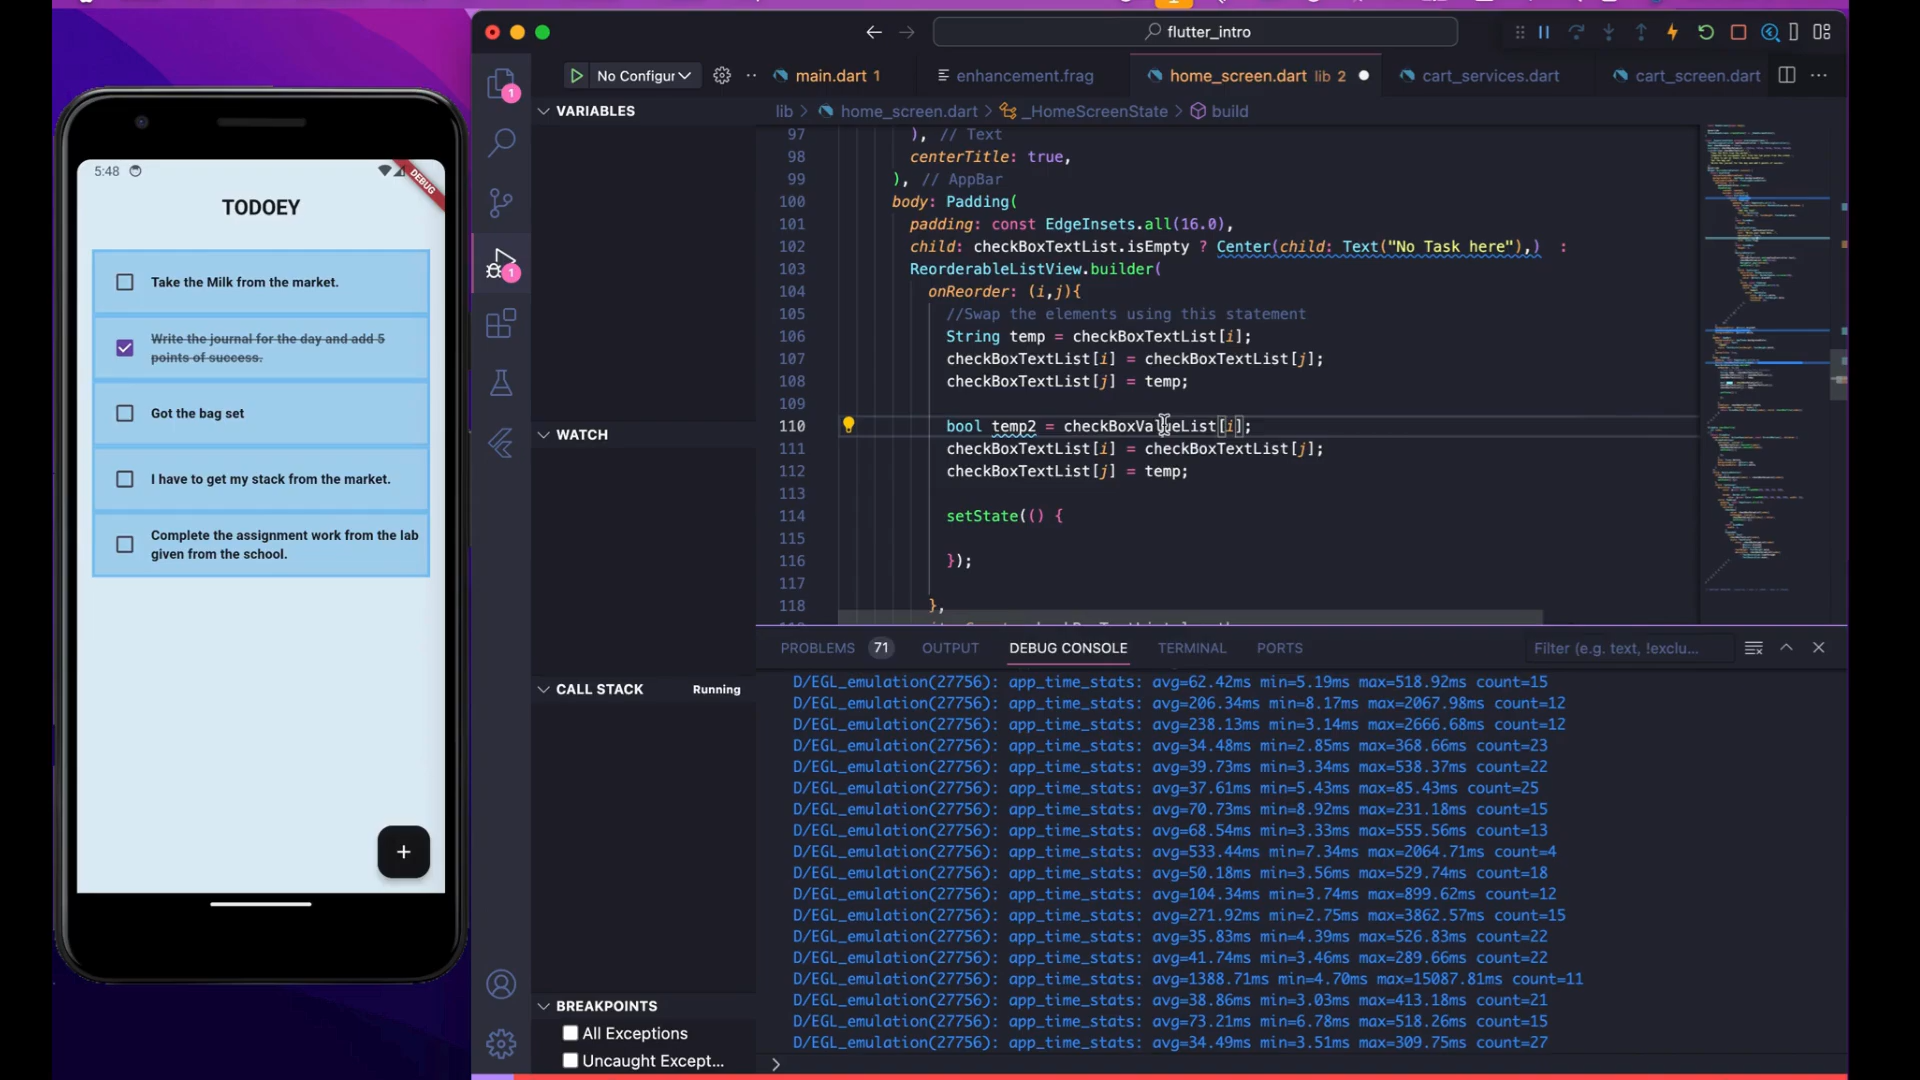 5:48
DEBUG
TODOEY
Take the Milk from the market.
Write the journal for the day and add 5
points of success.
Got the bag set
I have to get my stack from the market.
Complete the assignment work from the lab
given from the school.
+
flutter_intro
No Configur
main.dart 1
enhancement.frag
home_screen.dart lib 2
cart_services.dart
cart_screen.dart
lib > home_screen.dart > _HomeScreenState > build
1
1
VARIABLES
WATCH
CALL STACK
Running
BREAKPOINTS
All Exceptions
Uncaught Except...
97 ), // Text
98 centerTitle: true,
99 ), // AppBar
100 body: Padding(
101 padding: const EdgeInsets.all(16.0),
102 child: checkBoxTextList.isEmpty ? Center(child: Text("No Task here"),) :
103 ReorderableListView.builder(
104 onReorder: (i,j){
105 //Swap the elements using this statement
106 String temp = checkBoxTextList[i];
107 checkBoxTextList[i] = checkBoxTextList[j];
108 checkBoxTextList[j] = temp;
109
110 bool temp2 = checkBoxValueList[i];
111 checkBoxTextList[i] = checkBoxTextList[j];
112 checkBoxTextList[j] = temp;
113
114 setState(() {
115
116 });
117
118 },
PROBLEMS 71 OUTPUT DEBUG CONSOLE TERMINAL PORTS Filter (e.g. text, !exclu...
D/EGL_emulation(27756): app_time_stats: avg=62.42ms min=5.19ms max=518.92ms count=15
D/EGL_emulation(27756): app_time_stats: avg=206.34ms min=8.17ms max=2067.98ms count=12
D/EGL_emulation(27756): app_time_stats: avg=238.13ms min=3.14ms max=2666.68ms count=12
D/EGL_emulation(27756): app_time_stats: avg=34.48ms min=2.85ms max=368.66ms count=23
D/EGL_emulation(27756): app_time_stats: avg=39.73ms min=3.34ms max=538.37ms count=22
D/EGL_emulation(27756): app_time_stats: avg=37.61ms min=5.43ms max=85.43ms count=25
D/EGL_emulation(27756): app_time_stats: avg=70.73ms min=8.92ms max=231.18ms count=15
D/EGL_emulation(27756): app_time_stats: avg=68.54ms min=3.33ms max=555.56ms count=13
D/EGL_emulation(27756): app_time_stats: avg=533.44ms min=7.34ms max=2064.71ms count=4
D/EGL_emulation(27756): app_time_stats: avg=50.18ms min=3.56ms max=529.74ms count=18
D/EGL_emulation(27756): app_time_stats: avg=104.34ms min=3.74ms max=899.62ms count=12
D/EGL_emulation(27756): app_time_stats: avg=271.92ms min=2.75ms max=3862.57ms count=15
D/EGL_emulation(27756): app_time_stats: avg=35.83ms min=4.39ms max=526.83ms count=22
D/EGL_emulation(27756): app_time_stats: avg=41.74ms min=3.46ms max=289.66ms count=22
D/EGL_emulation(27756): app_time_stats: avg=1388.71ms min=4.70ms max=15087.81ms count=11
D/EGL_emulation(27756): app_time_stats: avg=38.86ms min=3.03ms max=413.18ms count=21
D/EGL_emulation(27756): app_time_stats: avg=73.21ms min=6.78ms max=518.26ms count=15
D/EGL_emulation(27756): app_time_stats: avg=34.49ms min=3.51ms max=309.75ms count=27
>